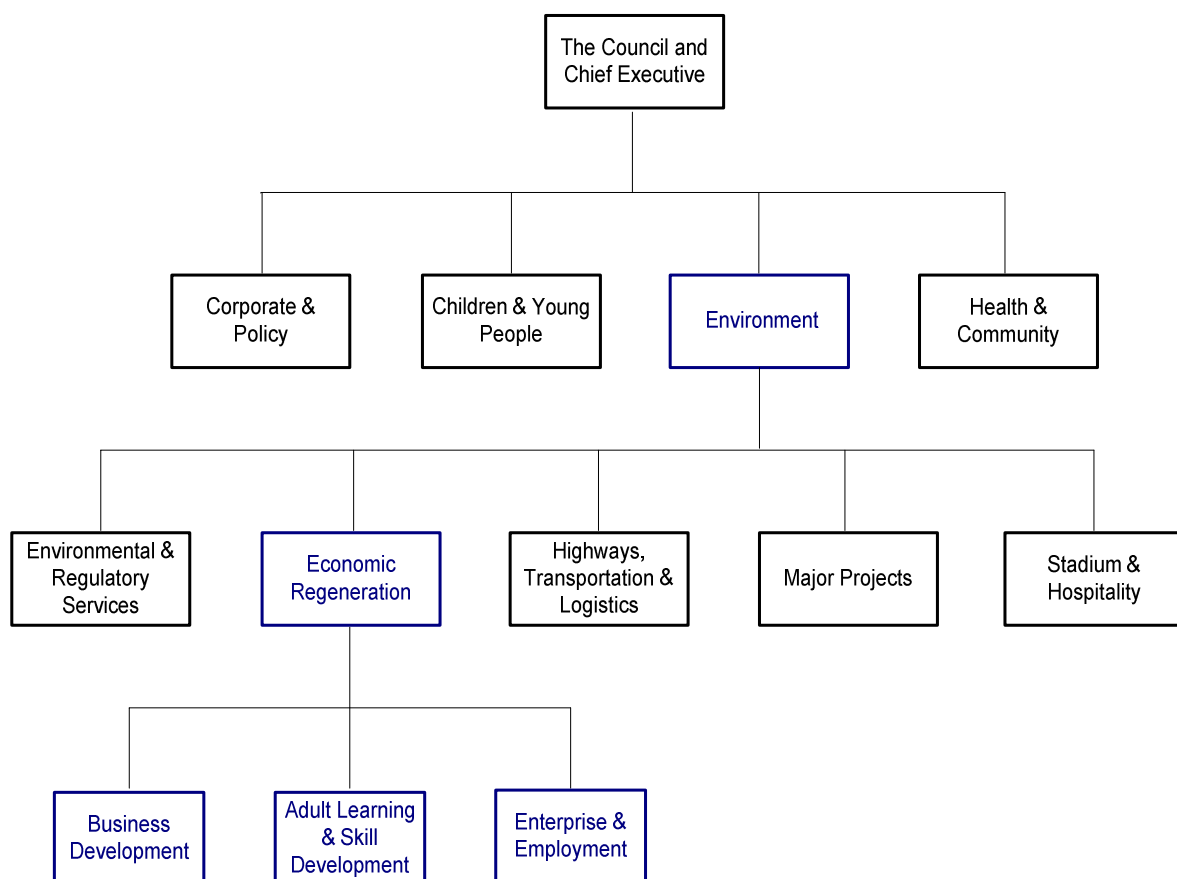 The Council and
Chief Executive
Corporate &
Policy
Children & Young
People
Environment
Health &
Community
Environmental &
Regulatory
Services
Economic
Regeneration
Highways,
Transportation &
Logistics
Major Projects
Stadium &
Hospitality
Business
Development
Adult Learning
& Skill
Development
Enterprise &
Employment